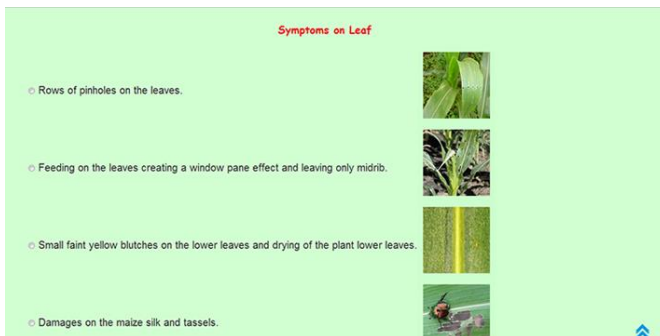 Symptoms on Leaf
Rows of pinholes on the leaves.
Feeding on the leaves creating a window pane effect and leaving only midrib.
Small faint yellow blutches on the lower leaves and drying of the plant lower leaves.
Damages on the maize silk and tassels.